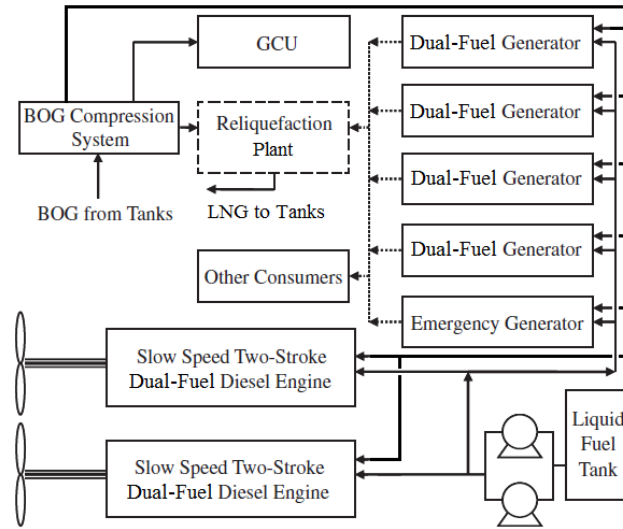 GCU
Dual-Fuel Generator
BOG Compression
System
Reliquefaction
Plant
Dual-Fuel Generator
BOG from Tanks
LNG to Tanks
Dual-Fuel Generator
Other Consumers
Dual-Fuel Generator
Emergency Generator
Slow Speed Two-Stroke
Dual-Fuel Diesel Engine
Slow Speed Two-Stroke
Dual-Fuel Diesel Engine
Liquid
Fuel
Tank